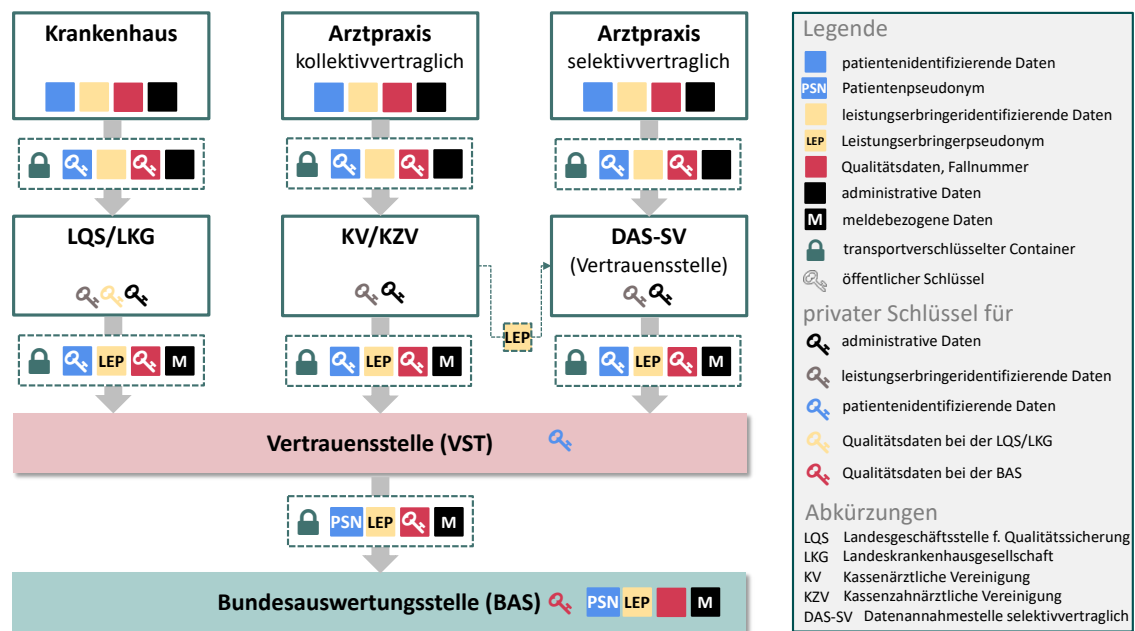 Krankenhaus
Arztpraxis
kollektivvertraglich
Arztpraxis
selektivvertraglich
LQS/LKG
KV/KZV
DAS-SV
(Vertrauensstelle)
LEP
LEP M
LEP M
LEP M
Vertrauensstelle (VST)
PSN LEP M
Bundesauswertungsstelle (BAS) PSN LEP M
Legende
patientenidentifizierende Daten
PSN Patientenpseudonym
leistungserbringeridentifizierende Daten
LEP Leistungserbringerpseudonym
Qualitätsdaten, Fallnummer
administrative Daten
M meldebezogene Daten
transportverschlüsselter Container
öffentlicher Schlüssel
privater Schlüssel für
administrative Daten
leistungserbringeridentifizierende Daten
patientenidentifizierende Daten
Qualitätsdaten bei der LQS/LKG
Qualitätsdaten bei der BAS
Abkürzungen
LQS Landesgeschäftsstelle f. Qualitätssicherung
LKG Landeskrankenhausgesellschaft
KV Kassenärztliche Vereinigung
KZV Kassenzahnärztliche Vereinigung
DAS-SV Datenannahmestelle selektivvertraglich